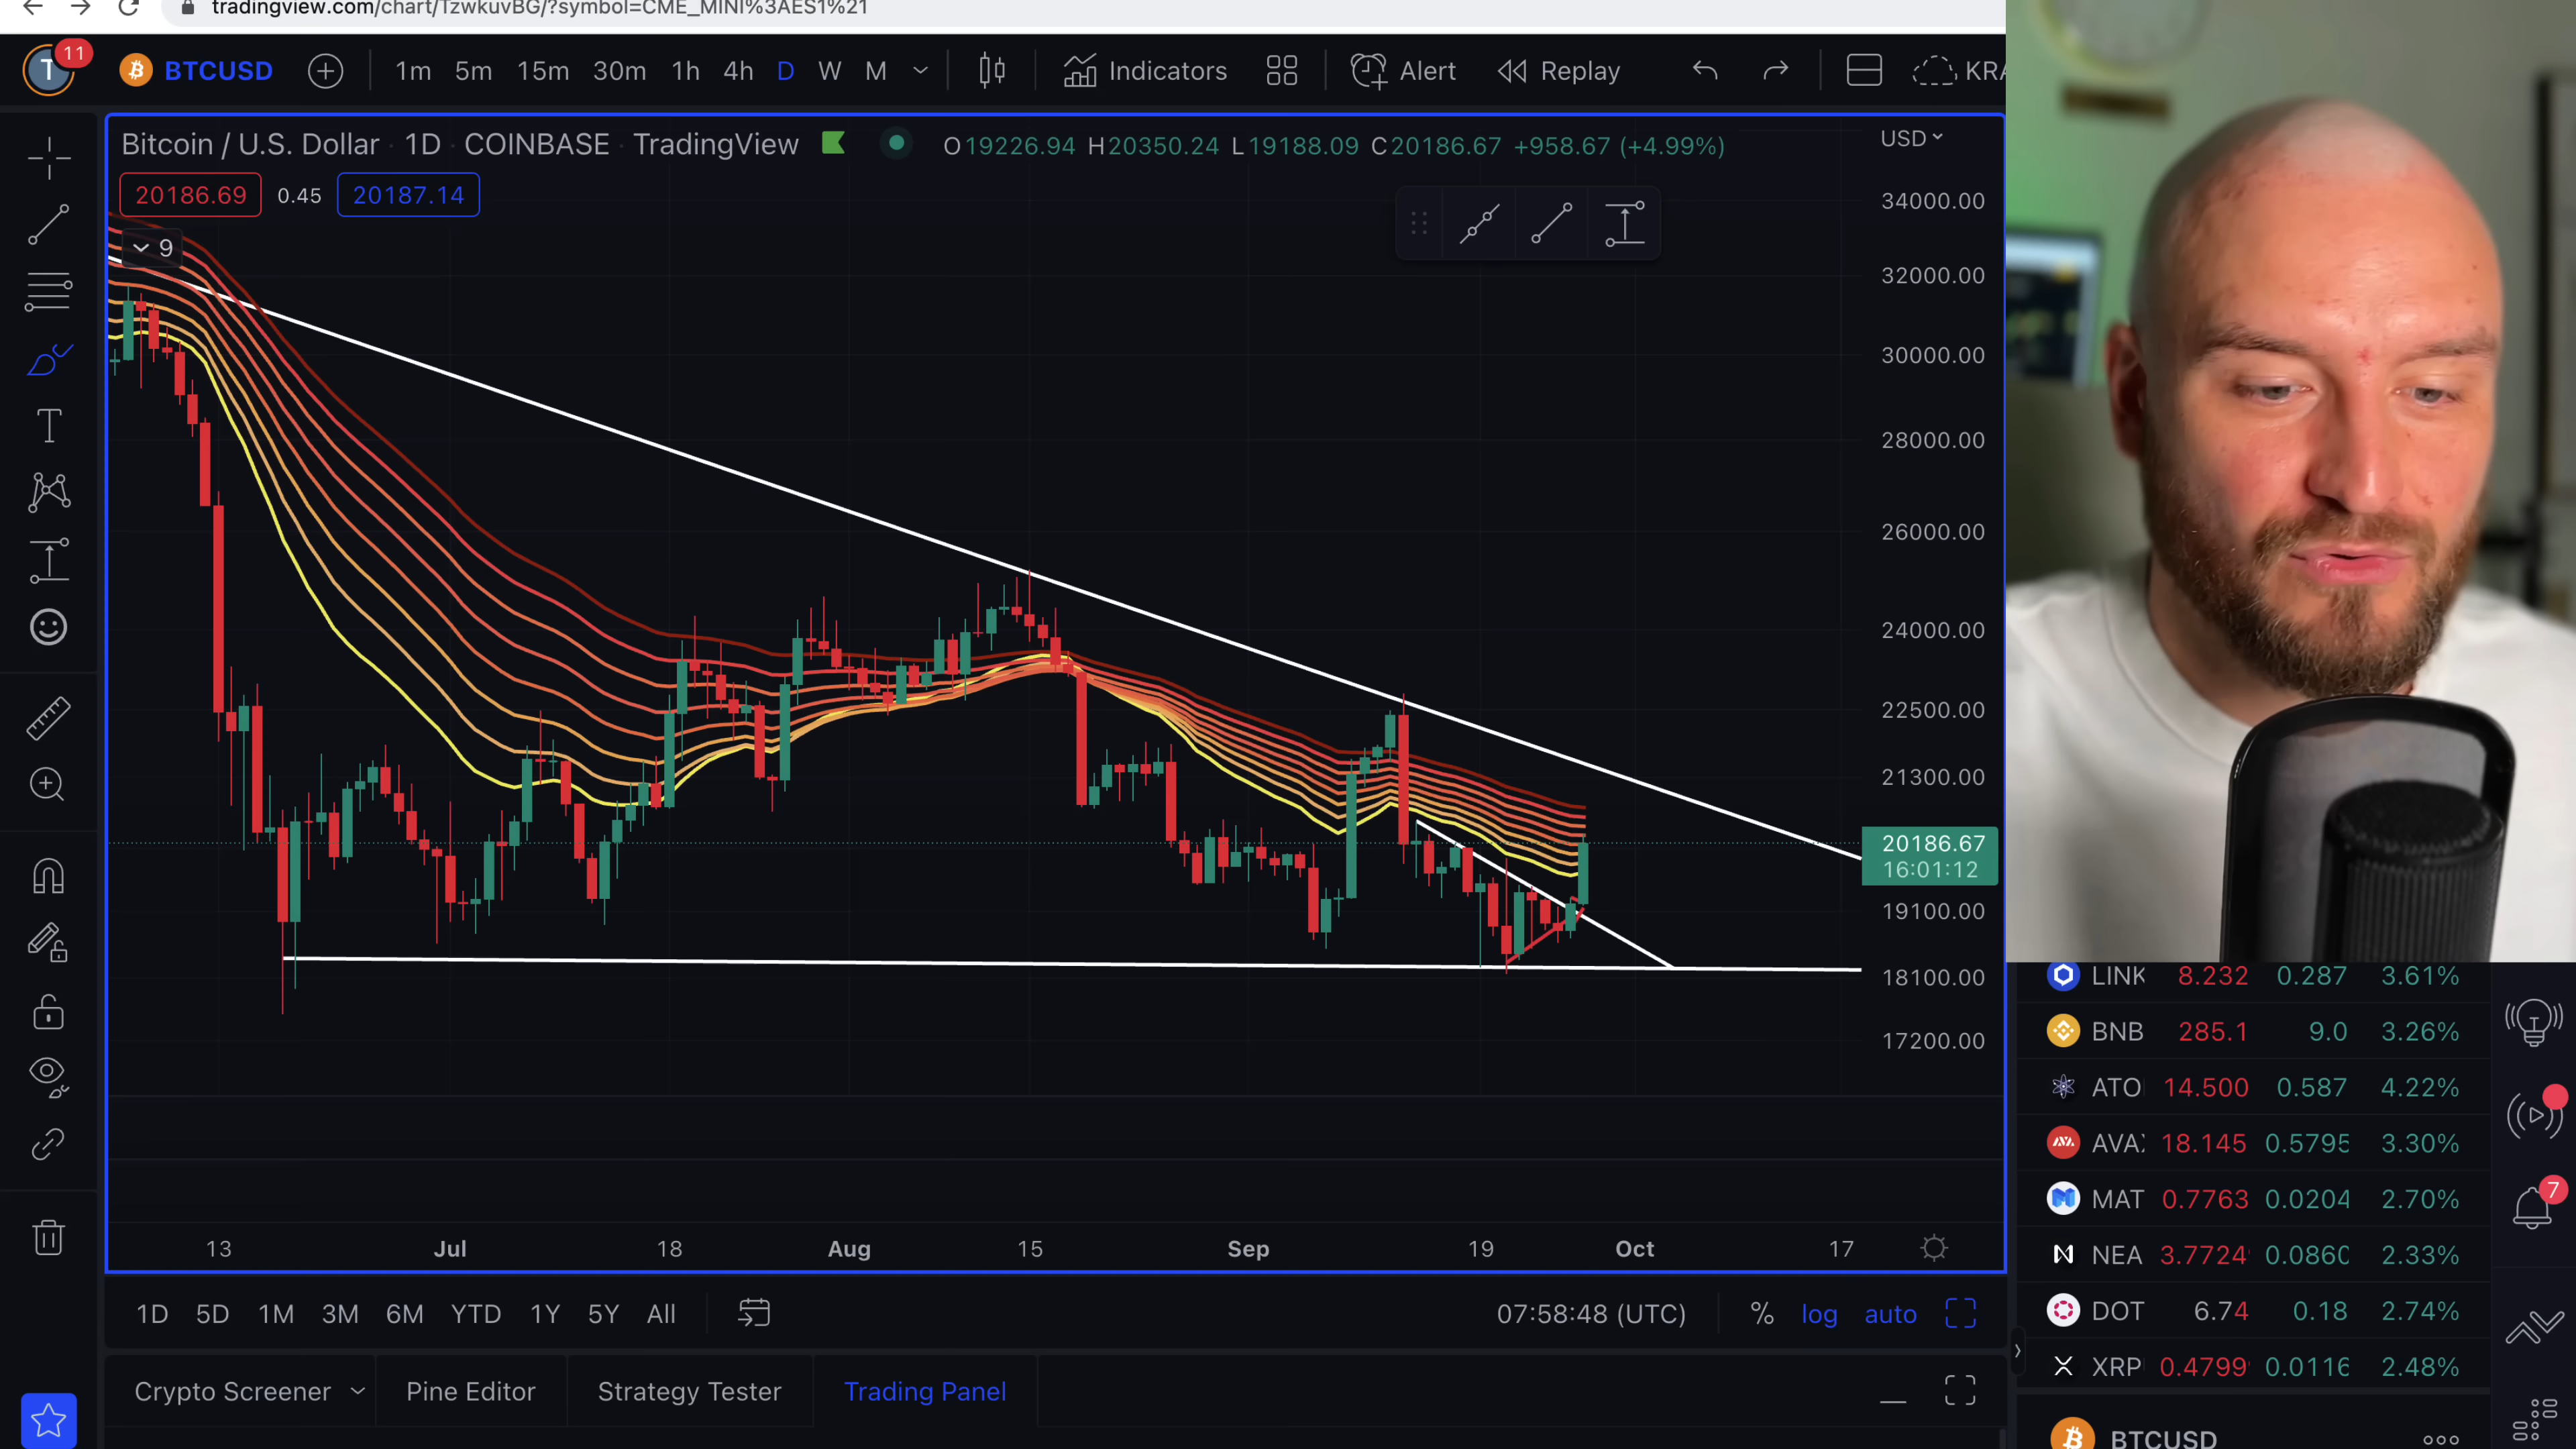 tradingview.com/chart/TzwkuvBG/?symbol=CME_MINI%3AES1%21
T 11 BTCUSD 1m 5m 15m 30m 1h 4h D W M Indicators Alert Replay KRA
Bitcoin / U.S. Dollar · 1D · COINBASE · TradingView O19226.94 H20350.24 L19188.09 C20186.67 +958.67 (+4.99%) USD
20186.69 0.45 20187.14
9
34000.00
32000.00
30000.00
28000.00
26000.00
24000.00
22500.00
21300.00
20186.67
16:01:12
19100.00
18100.00
17200.00
13 Jul 18 Aug 15 Sep 19 Oct 17
1D 5D 1M 3M 6M YTD 1Y 5Y All 07:58:48 (UTC) % log auto
Crypto Screener Pine Editor Strategy Tester Trading Panel
LINK 8.232 0.287 3.61%
BNB 285.1 9.0 3.26%
ATO 14.500 0.587 4.22%
AVA 18.145 0.5795 3.30%
MAT 0.7763 0.0204 2.70%
NEA 3.7724 0.0860 2.33%
DOT 6.74 0.18 2.74%
XRP 0.4799 0.0116 2.48%
BTCUSD
7